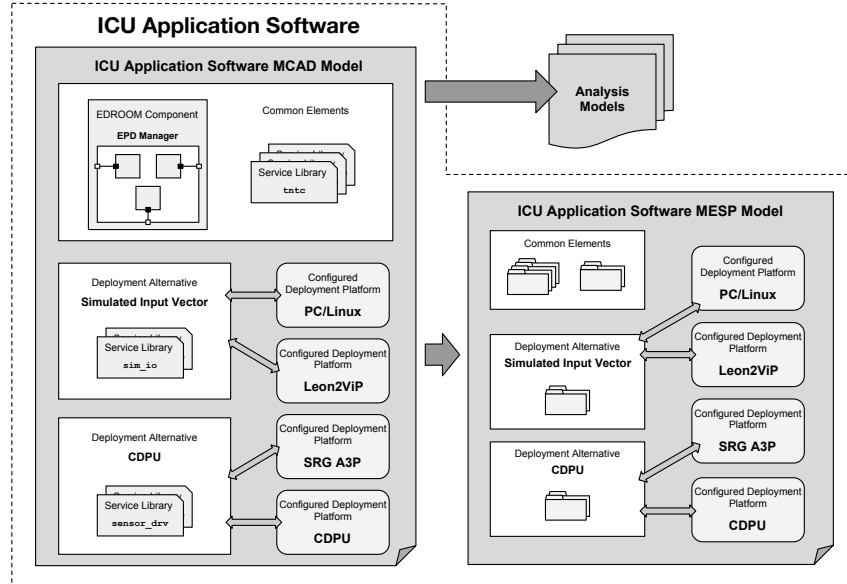 ICU Application Software
ICU Application Software MCAD Model
EDROOM Component
EPD Manager
Common Elements
Service Library
tntc
Deployment Alternative
Simulated Input Vector
Service Library
sim_io
Configured
Deployment Platform
PC/Linux
Configured Deployment
Platform
Leon2ViP
Deployment Alternative
CDPU
Service Library
sensor_drv
Configured Deployment
Platform
SRG A3P
Configured Deployment
Platform
CDPU
Analysis
Models
ICU Application Software MESP Model
Common Elements
Configured
Deployment Platform
PC/Linux
Deployment Alternative
Simulated Input Vector
Configured Deployment
Platform
Leon2ViP
Deployment Alternative
CDPU
Configured Deployment
Platform
SRG A3P
Configured Deployment
Platform
CDPU